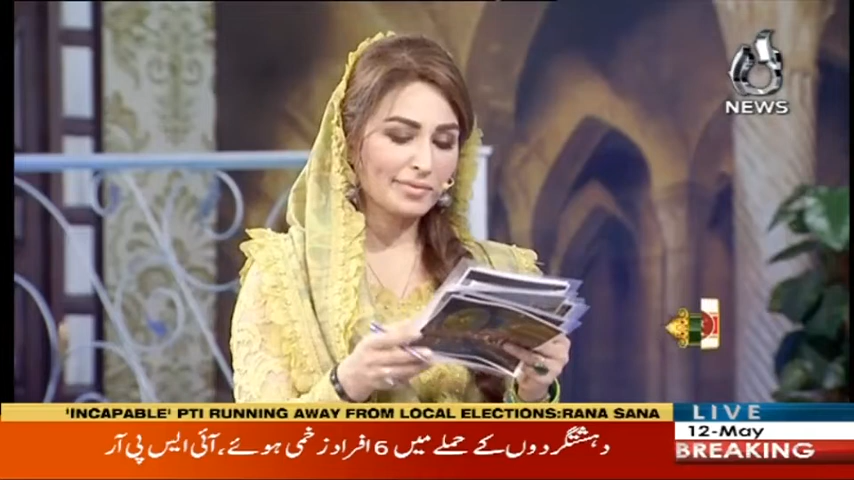 NEWS
'INCAPABLE' PTI RUNNING AWAY FROM LOCAL ELECTIONS:RANA SANA
LIVE
12-May
دہشتگردوں کے حملے میں 6 افراد زخمی ہوئے،آئی ایس پی آر
BREAKING